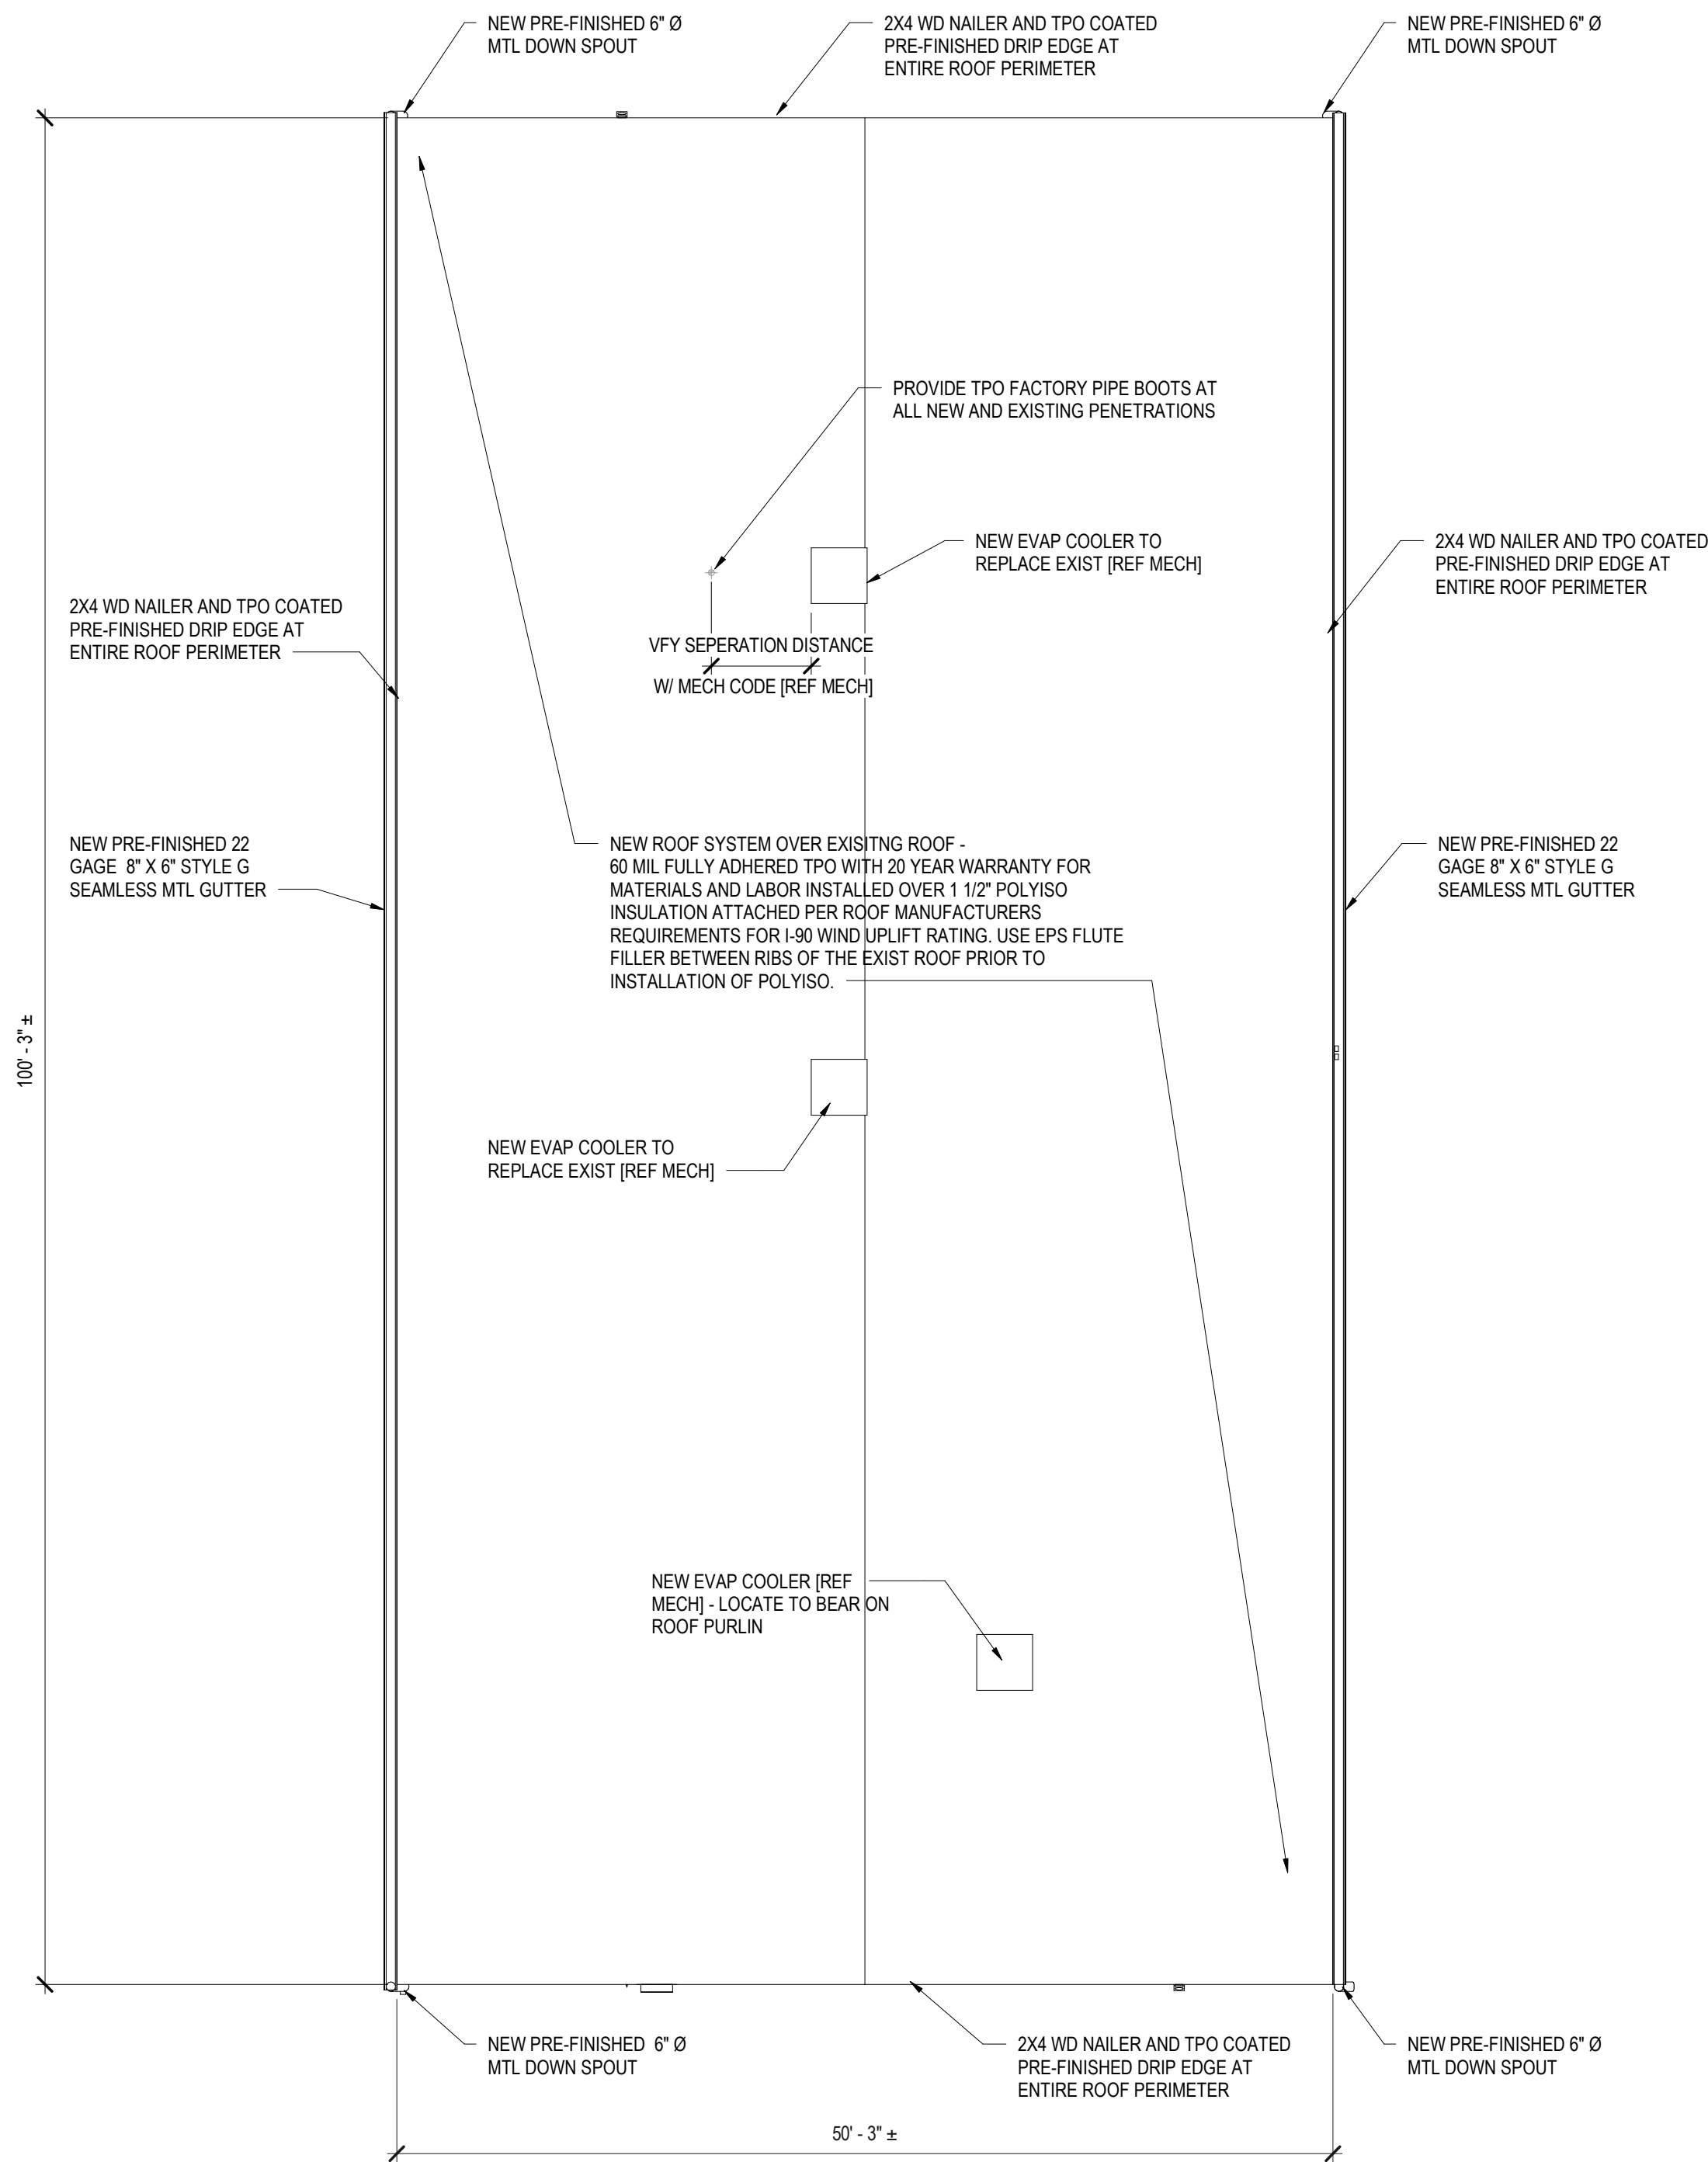 NEW PRE-FINISHED 6" Ø
MTL DOWN SPOUT
2X4 WD NAILER AND TPO COATED
PRE-FINISHED DRIP EDGE AT
ENTIRE ROOF PERIMETER
NEW PRE-FINISHED 6" Ø
MTL DOWN SPOUT
PROVIDE TPO FACTORY PIPE BOOTS AT
ALL NEW AND EXISTING PENETRATIONS
NEW EVAP COOLER TO
REPLACE EXIST [REF MECH]
2X4 WD NAILER AND TPO COATED
PRE-FINISHED DRIP EDGE AT
ENTIRE ROOF PERIMETER
2X4 WD NAILER AND TPO COATED
PRE-FINISHED DRIP EDGE AT
ENTIRE ROOF PERIMETER
VFY SEPERATION DISTANCE
W/ MECH CODE [REF MECH]
NEW PRE-FINISHED 22
GAGE  8" X 6" STYLE G
SEAMLESS MTL GUTTER
NEW ROOF SYSTEM OVER EXISITNG ROOF -
60 MIL FULLY ADHERED TPO WITH 20 YEAR WARRANTY FOR
MATERIALS AND LABOR INSTALLED OVER 1 1/2" POLYISO
INSULATION ATTACHED PER ROOF MANUFACTURERS
REQUIREMENTS FOR I-90 WIND UPLIFT RATING. USE EPS FLUTE
FILLER BETWEEN RIBS OF THE EXIST ROOF PRIOR TO
INSTALLATION OF POLYISO.
NEW PRE-FINISHED 22
GAGE 8" X 6" STYLE G
SEAMLESS MTL GUTTER
100' - 3" ±
NEW EVAP COOLER TO
REPLACE EXIST [REF MECH]
NEW EVAP COOLER [REF
MECH] - LOCATE TO BEAR ON
ROOF PURLIN
NEW PRE-FINISHED  6" Ø
MTL DOWN SPOUT
2X4 WD NAILER AND TPO COATED
PRE-FINISHED DRIP EDGE AT
ENTIRE ROOF PERIMETER
NEW PRE-FINISHED 6" Ø
MTL DOWN SPOUT
50' - 3" ±